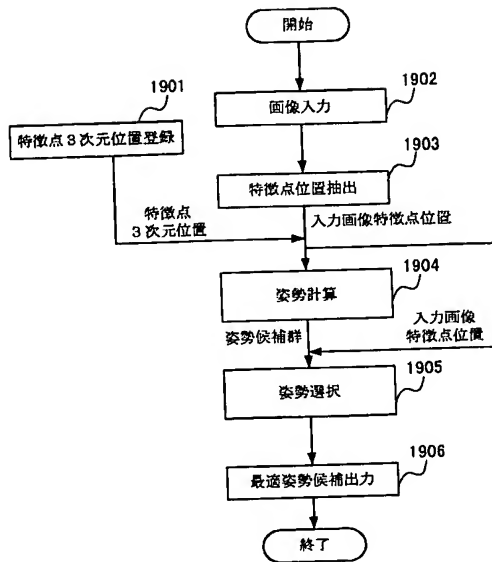 開始
1902
画像入力
1901
特徴点3次元位置登録
1903
特徴点位置抽出
特徴点
3次元位置
入力画像特徴点位置
1904
姿勢計算
姿勢候補群
入力画像
特徴点位置
1905
姿勢選択
1906
最適姿勢候補出力
終了